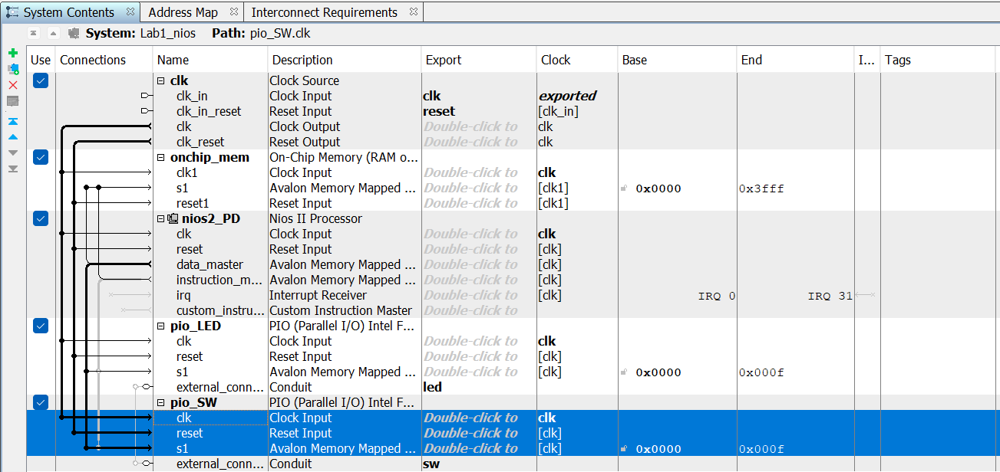 System Contents Address Map Interconnect Requirements
System: Lab1_nios Path: pio_SW.clk
Use Connections Name Description Export Clock Base End I... Tags
clk Clock Source
clk_in Clock Input clk exported
clk_in_reset Reset Input reset [clk_in]
clk Clock Output Double-click to clk
clk_reset Reset Output Double-click to clk
onchip_mem On-Chip Memory (RAM o...
clk1 Clock Input Double-click to clk
s1 Avalon Memory Mapped ... Double-click to [clk1] 0x0000 0x3fff
reset1 Reset Input Double-click to [clk1]
nios2_PD Nios II Processor
clk Clock Input Double-click to clk
reset Reset Input Double-click to [clk]
data_master Avalon Memory Mapped ... Double-click to [clk]
instruction_m... Avalon Memory Mapped ... Double-click to [clk]
irq Interrupt Receiver Double-click to [clk] IRQ 0 IRQ 31
custom_instru... Custom Instruction Master Double-click to
pio_LED PIO (Parallel I/O) Intel F...
clk Clock Input Double-click to clk
reset Reset Input Double-click to [clk]
s1 Avalon Memory Mapped ... Double-click to [clk] 0x0000 0x000f
external_conn... Conduit led
pio_SW PIO (Parallel I/O) Intel F...
clk Clock Input Double-click to clk
reset Reset Input Double-click to [clk]
s1 Avalon Memory Mapped ... Double-click to [clk] 0x0000 0x000f
external_conn... Conduit sw